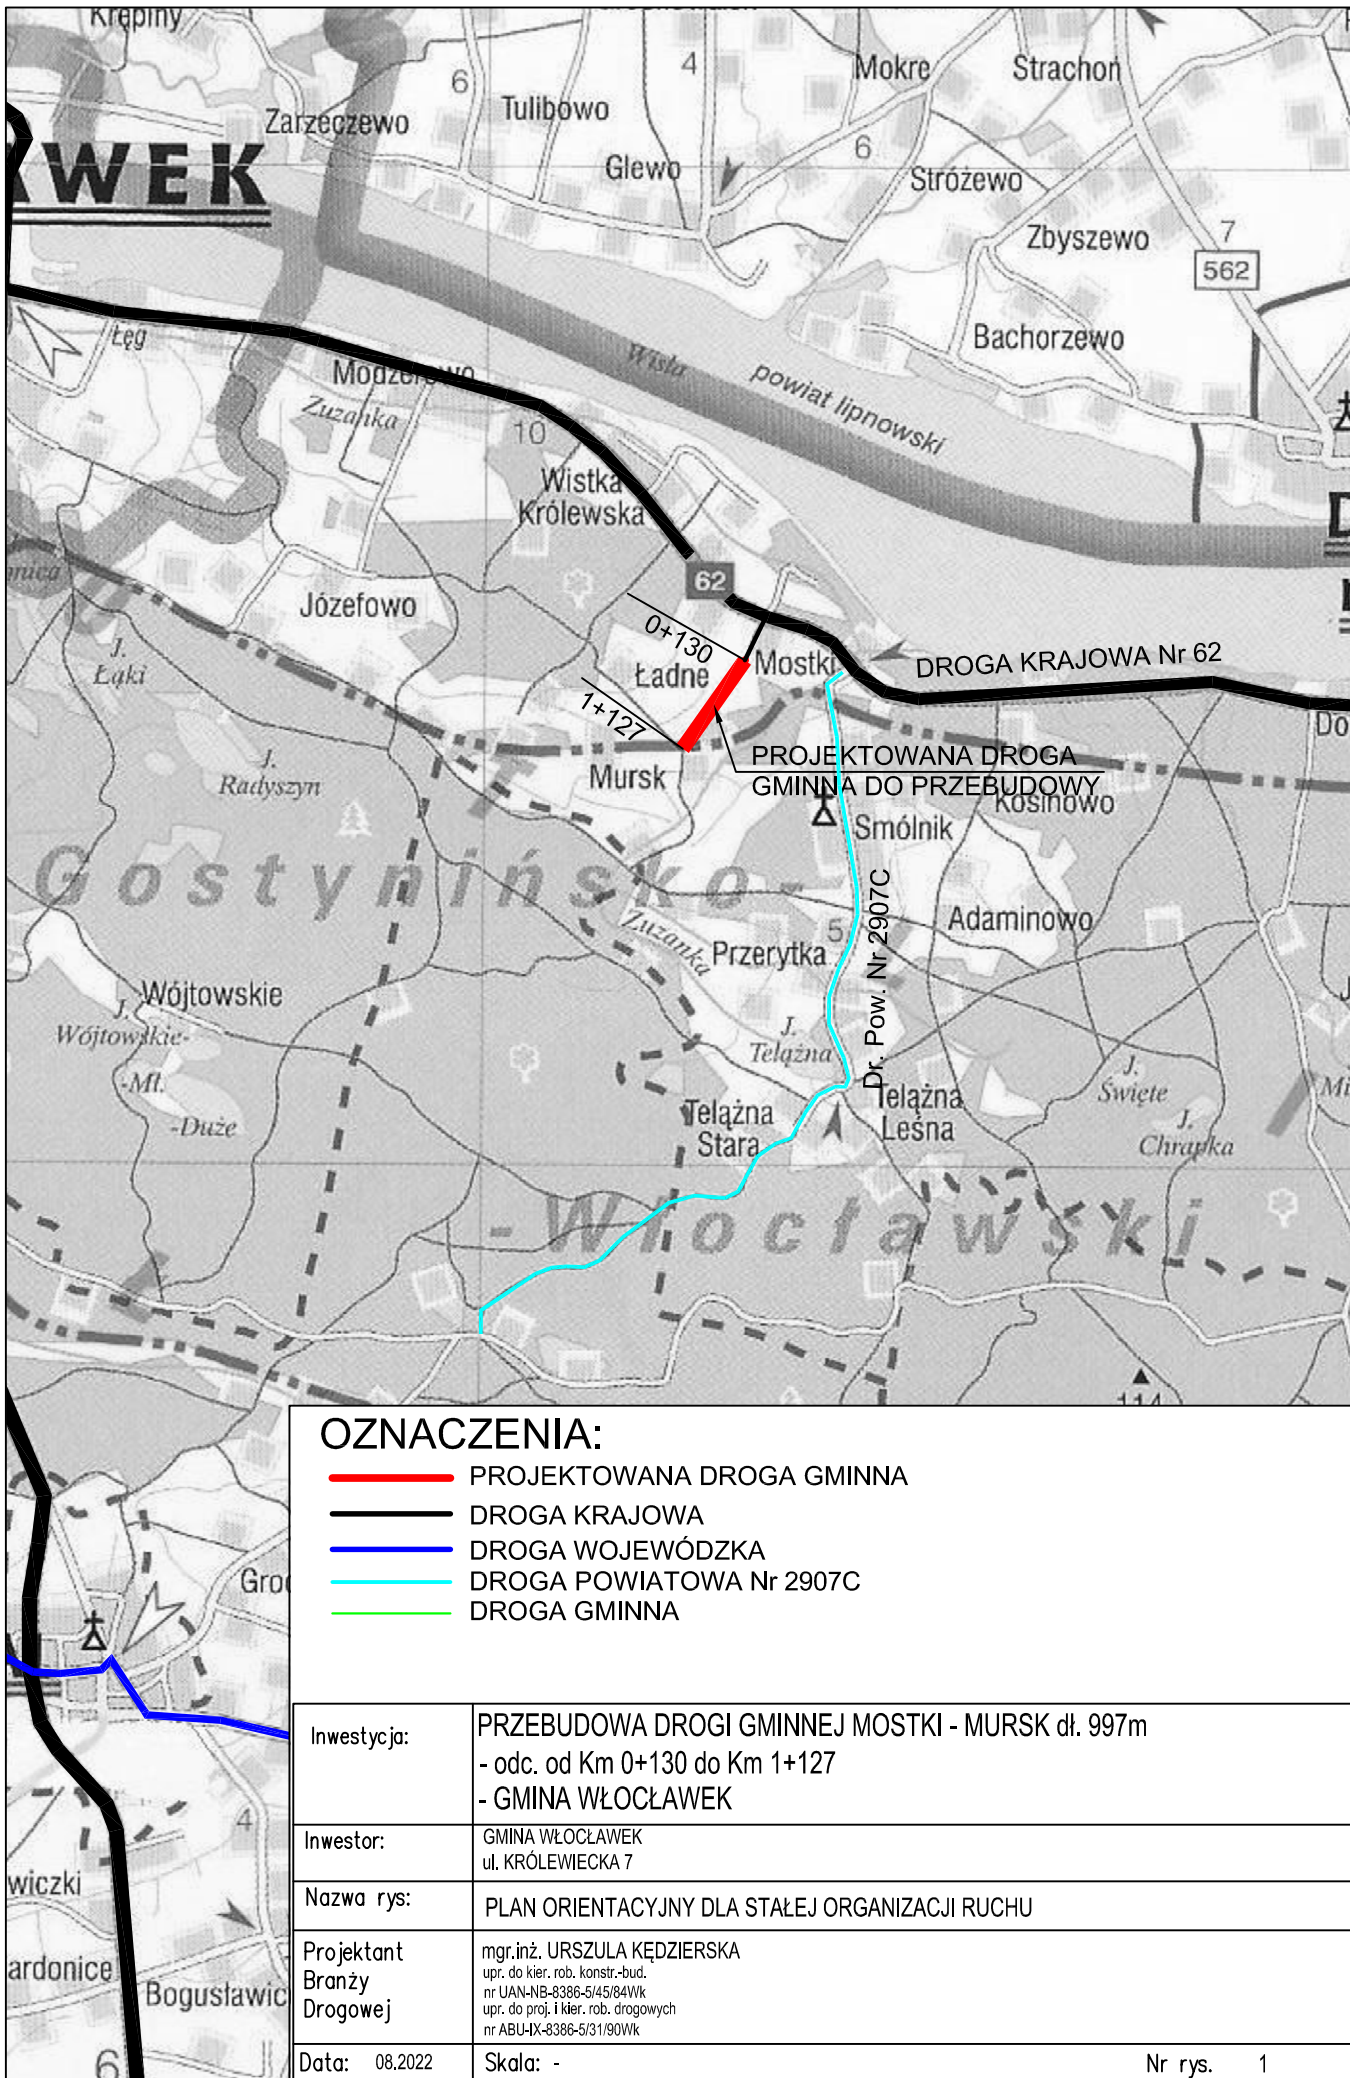 Krępiny
6
4
Mokre
Strachoń
Zarzeczewo
Tulibowo
WEK
Glewo
6
Stróżewo
Zbyszewo
7
562
Łęg
Bachorzewo
Wisła
powiat lipnowski
Modzerowo
Zuzanka
10
Wistka
Królewska
62
Józefowo
0+130
Mostki
DROGA KRAJOWA Nr 62
J.
Łąki
Ładne
1+127
Do
J.
Radyszyn
Mursk
PROJEKTOWANA DROGA
GMINNA DO PRZEBUDOWY
Kosinowo
Smólnik
Gostynińsko-
Dr. Pow. Nr 2907C
Adaminowo
Zuzanka
Przerytka
5
J.
Wójtowskie
Wójtowskie-
-Mł.
-Duże
J.
Telążna
J.
Święte
Mi
Telążna
Stara
Telążna
Leśna
J.
Chrapka
-Włocławski
114
OZNACZENIA:
PROJEKTOWANA DROGA GMINNA
DROGA KRAJOWA
DROGA WOJEWÓDZKA
DROGA POWIATOWA Nr 2907C
DROGA GMINNA
Gro
4
wiczki
ardonice
Bogusławic
6
Inwestycja:
PRZEBUDOWA DROGI GMINNEJ MOSTKI - MURSK dł. 997m
- odc. od Km 0+130 do Km 1+127
- GMINA WŁOCŁAWEK
Inwestor:
GMINA WŁOCŁAWEK
ul. KRÓLEWIECKA 7
Nazwa rys:
PLAN ORIENTACYJNY DLA STAŁEJ ORGANIZACJI RUCHU
Projektant
Branży
Drogowej
mgr.inż. URSZULA KĘDZIERSKA
upr. do kier. rob. konstr.-bud.
nr UAN-NB-8386-5/45/84Wk
upr. do proj. i kier. rob. drogowych
nr ABU-IX-8386-5/31/90Wk
Data: 08.2022
Skala: -
Nr rys. 1